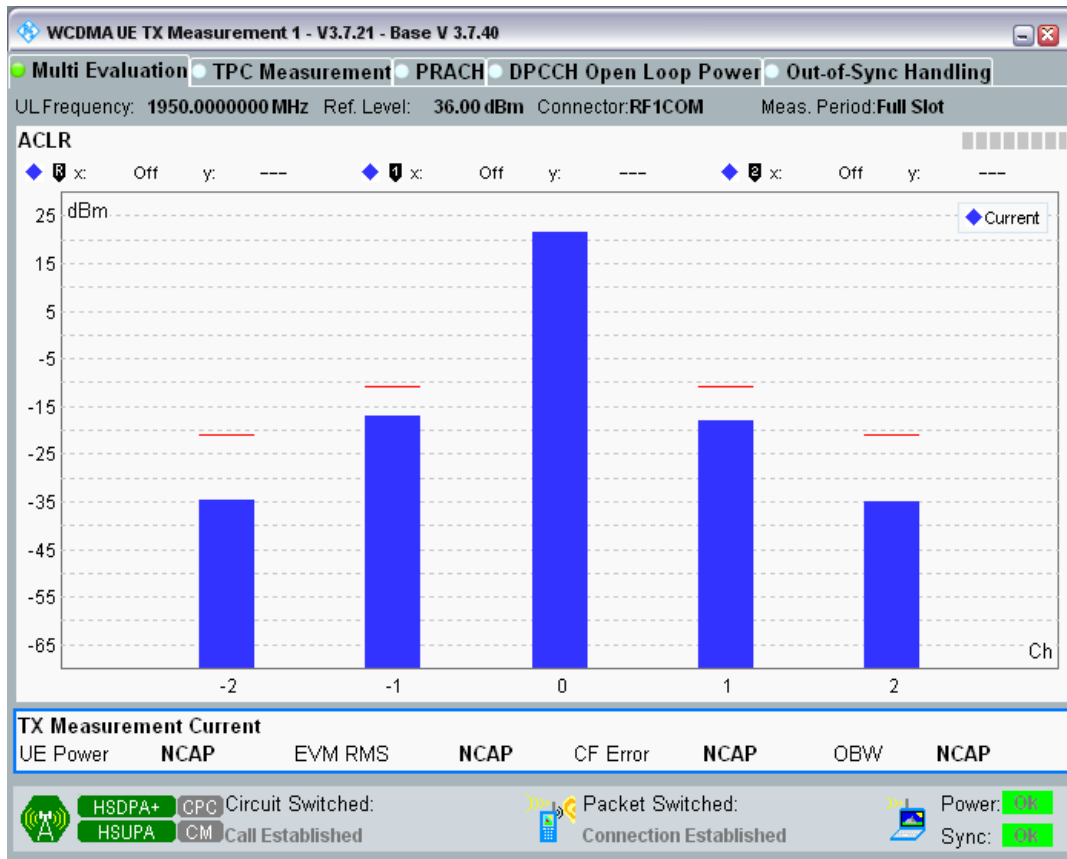 WCDMA UE TX Measurement 1 - V3.7.21 - Base V 3.7.40
Multi Evaluation TPC Measurement PRACH DPCCH Open Loop Power Out-of-Sync Handling
UL Frequency: 1950.0000000 MHz Ref. Level: 36.00 dBm Connector:RF1COM Meas. Period:Full Slot
ACLR
R x: Off y: --- 1 x: Off y: --- 2 x: Off y: ---
dBm
Current
25
15
5
-5
-15
-25
-35
-45
-55
-65
Ch
-2 -1 0 1 2
TX Measurement Current
UE Power NCAP EVM RMS NCAP CF Error NCAP OBW NCAP
HSDPA+ CPC Circuit Switched: Packet Switched: Power: Ok
HSUPA CM Call Established Connection Established Sync: Ok